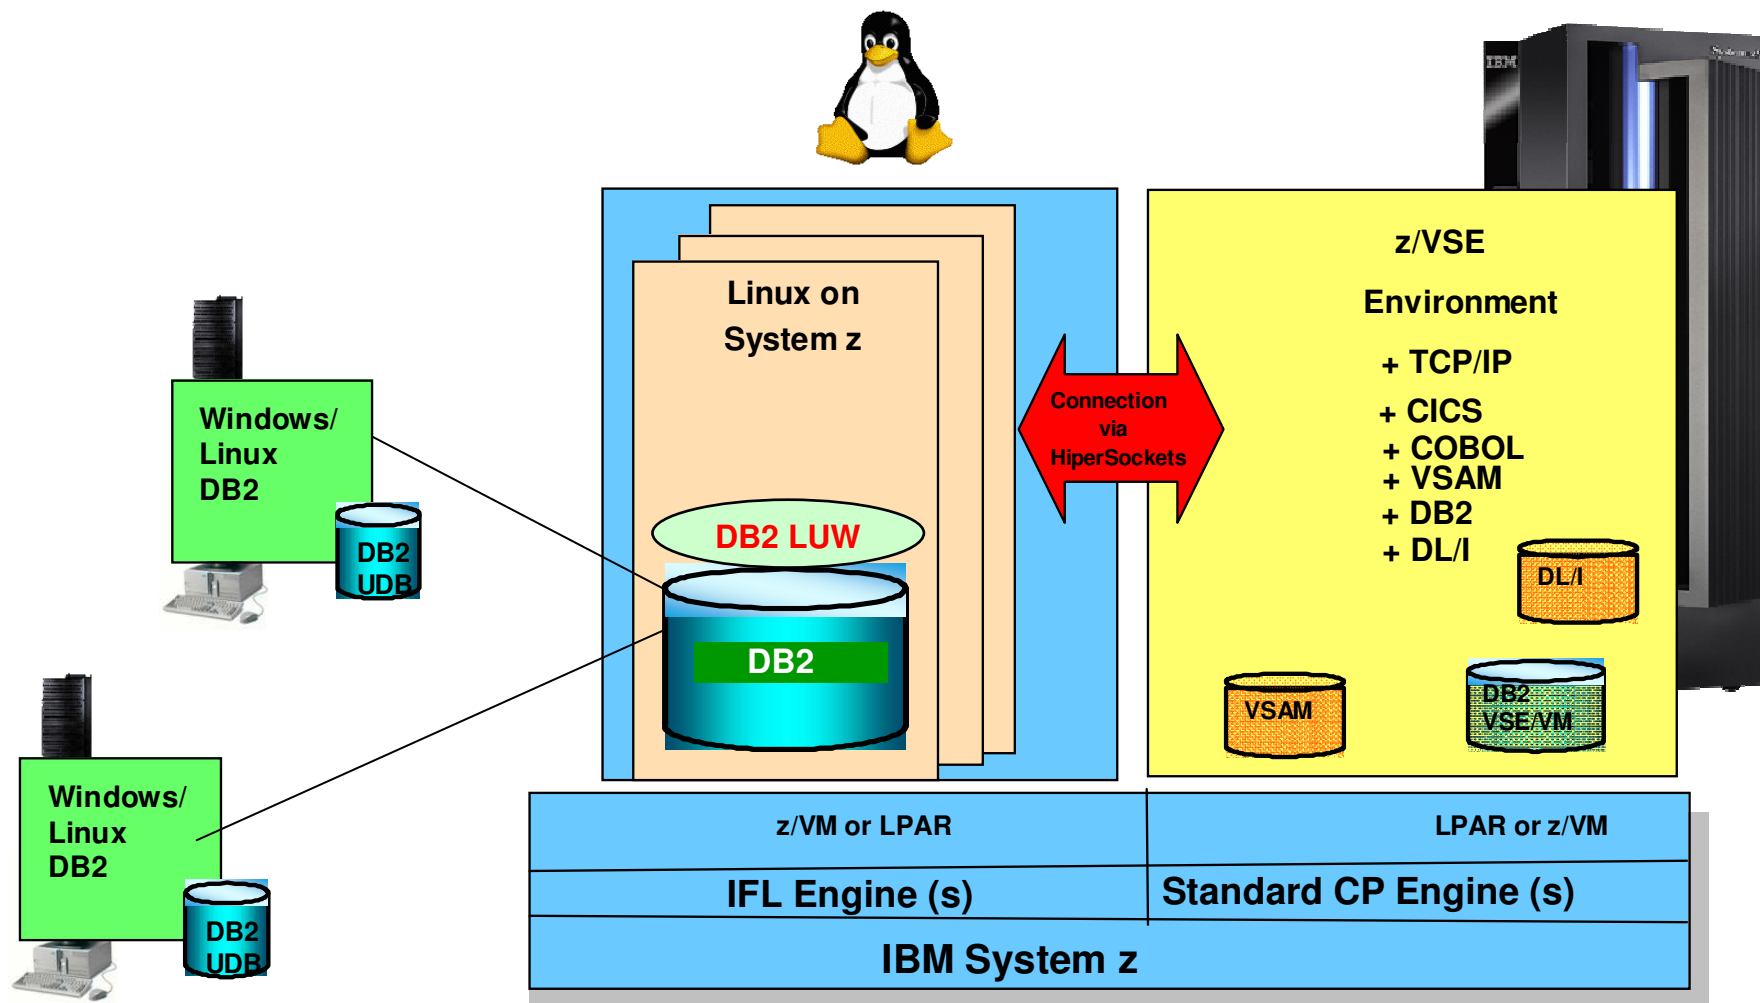 IBM
z/VSE
Environment
+ TCP/IP
+ CICS
+ COBOL
+ VSAM
+ DB2
+ DL/I
DL/I
VSAM
DB2
VSE/VM
Linux on
System z
Connection
via
HiperSockets
DB2 LUW
DB2
Windows/
Linux
DB2
DB2
UDB
Windows/
Linux
DB2
DB2
UDB
z/VM or LPAR
LPAR or z/VM
IFL Engine (s)
Standard CP Engine (s)
IBM System z